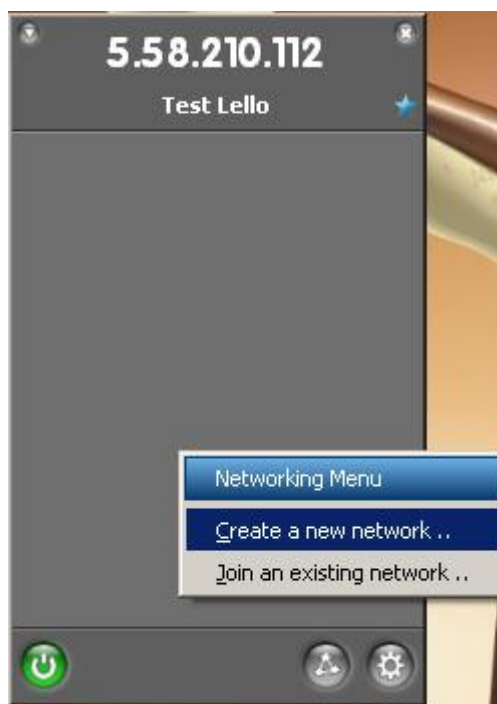 5.58.210.112
Test Lello
Networking Menu
Create a new network ..
Join an existing network ..